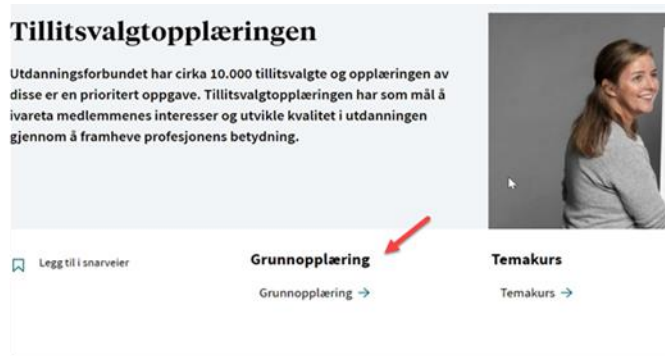 Tillitsvalgtopplæringen
Utdanningsforbundet har cirka 10.000 tillitsvalgte og opplæringen av
disse er en prioritert oppgave. Tillitsvalgtopplæringen har som mål å
ivareta medlemmenes interesser og utvikle kvalitet i utdanningen
gjennom å framheve profesjonens betydning.
Legg til i snarveier
Grunnopplæring
Grunnopplæring →
Temakurs
Temakurs →